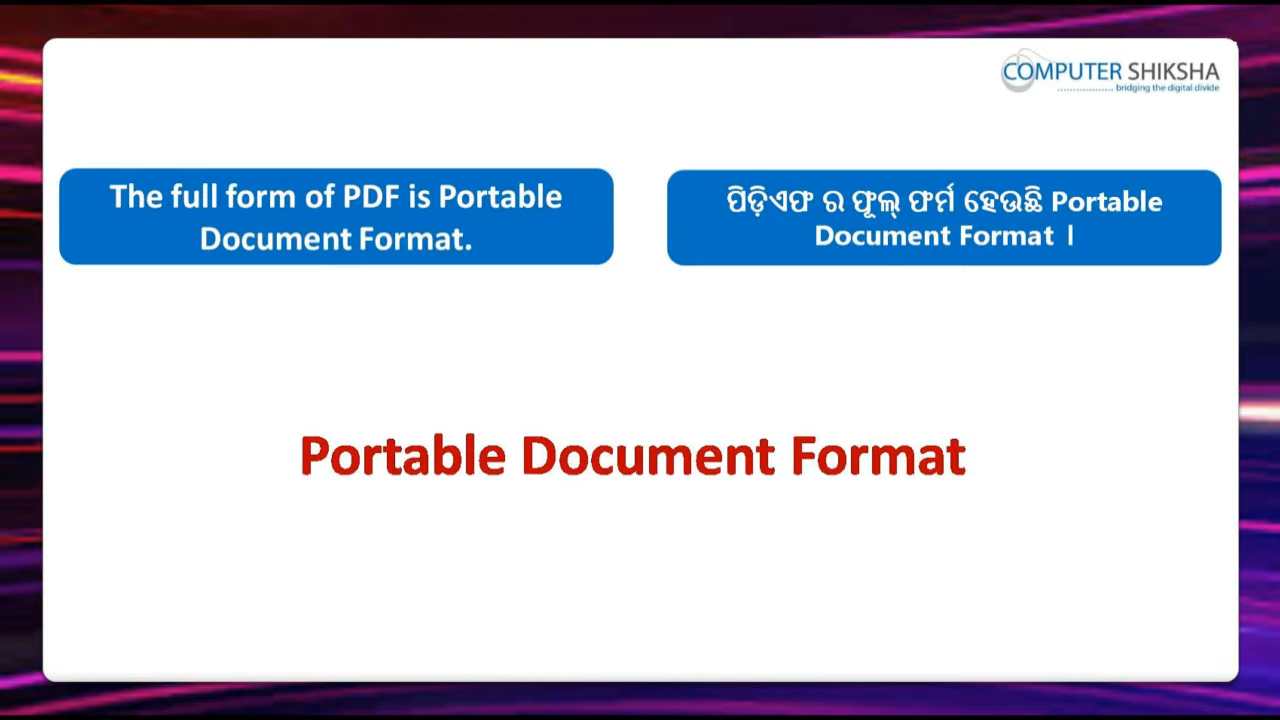 COMPUTER SHIKSHA
bridging the digital divide
The full form of PDF is Portable
Document Format.
ପିଡ଼ିଏଫ ର ଫୂଲ୍ ଫର୍ମ ହେଉଛି Portable
Document Format ।
Portable Document Format